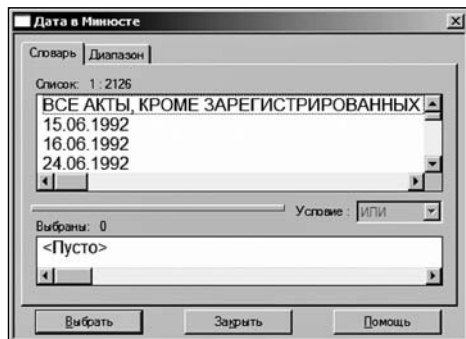 Дата в Минюсте
Словарь Диапазон
Список: 1 : 2126
ВСЕ АКТЫ, КРОМЕ ЗАРЕГИСТРИРОВАННЫХ
15.06.1992
16.06.1992
24.06.1992
Условие : ИЛИ
Выбраны: 0
<Пусто>
Выбрать Закрыть Помощь